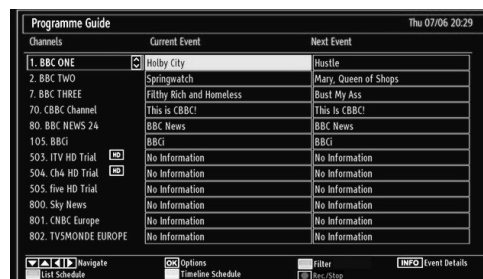 Programme Guide Thu 07/06 20:29
Channels Current Event Next Event
1. BBC ONE Holby City Hustle
2. BBC TWO Springwatch Mary, Queen of Shops
7. BBC THREE Filthy Rich and Homeless Bust My Ass
70. CBBC Channel This is CBBC! This Is CBBC!
80. BBC NEWS 24 BBC News BBC News
105. BBCi BBCi BBCi
503. ITV HD Trial HD No Information No Information
504. Ch4 HD Trial HD No Information No Information
505. five HD Trial No Information No Information
800. Sky News No Information No Information
801. CNBC Europe No Information No Information
802. TV5MONDE EUROPE No Information No Information
Navigate OK Options Filter INFO Event Details
List Schedule Timeline Schedule Rec./Stop